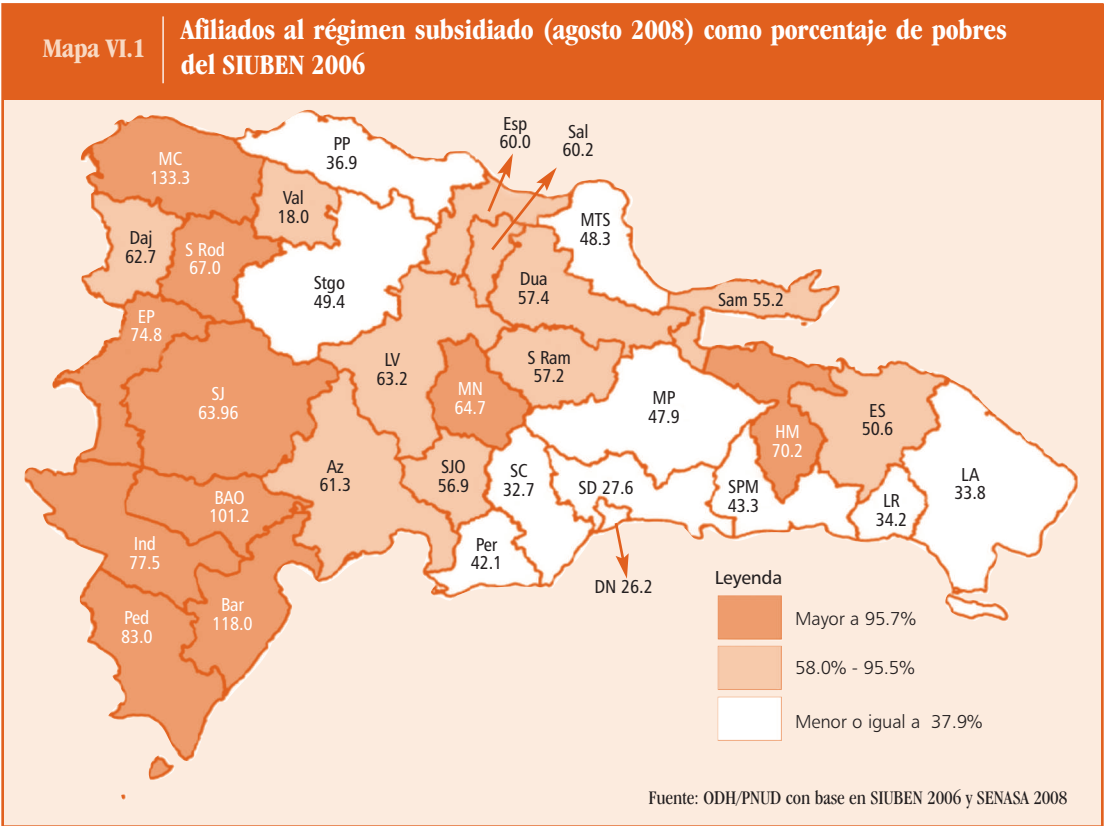 Mapa VI.1
Afiliados al régimen subsidiado (agosto 2008) como porcentaje de pobres
del SIUBEN 2006
Esp
60.0
Sal
60.2
PP
36.9
MC
133.3
Val
18.0
MTS
48.3
Daj
62.7
S Rod
67.0
Stgo
49.4
Dua
57.4
Sam 55.2
EP
74.8
LV
63.2
S Ram
57.2
SJ
63.96
MN
64.7
MP
47.9
ES
50.6
HM
70.2
Az
61.3
SJO
56.9
SC
32.7
SD 27.6
SPM
43.3
LR
34.2
LA
33.8
BAO
101.2
Ind
77.5
Per
42.1
DN 26.2
Ped
83.0
Bar
118.0
Leyenda
Mayor a 95.7%
58.0% - 95.5%
Menor o igual a 37.9%
Fuente: ODH/PNUD con base en SIUBEN 2006 y SENASA 2008